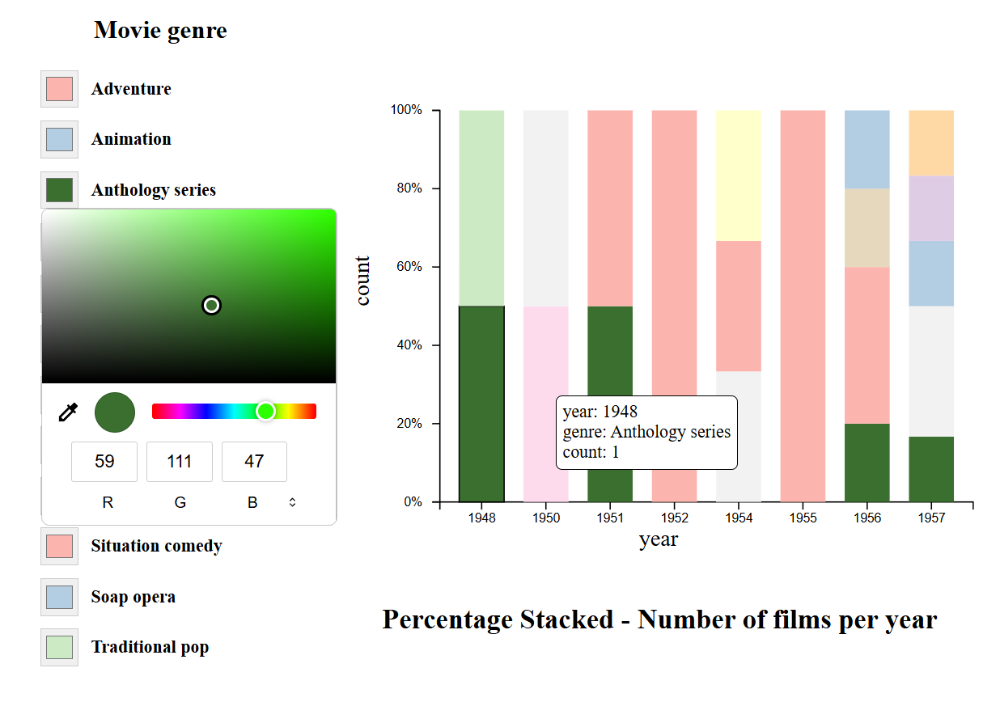 Movie genre
Adventure
Animation
Anthology series
59 111 47
R G B
Situation comedy
Soap opera
Traditional pop
100%
80%
60%
40%
20%
0%
count
year: 1948
genre: Anthology series
count: 1
1948 1950 1951 1952 1954 1955 1956 1957
year
Percentage Stacked - Number of films per year